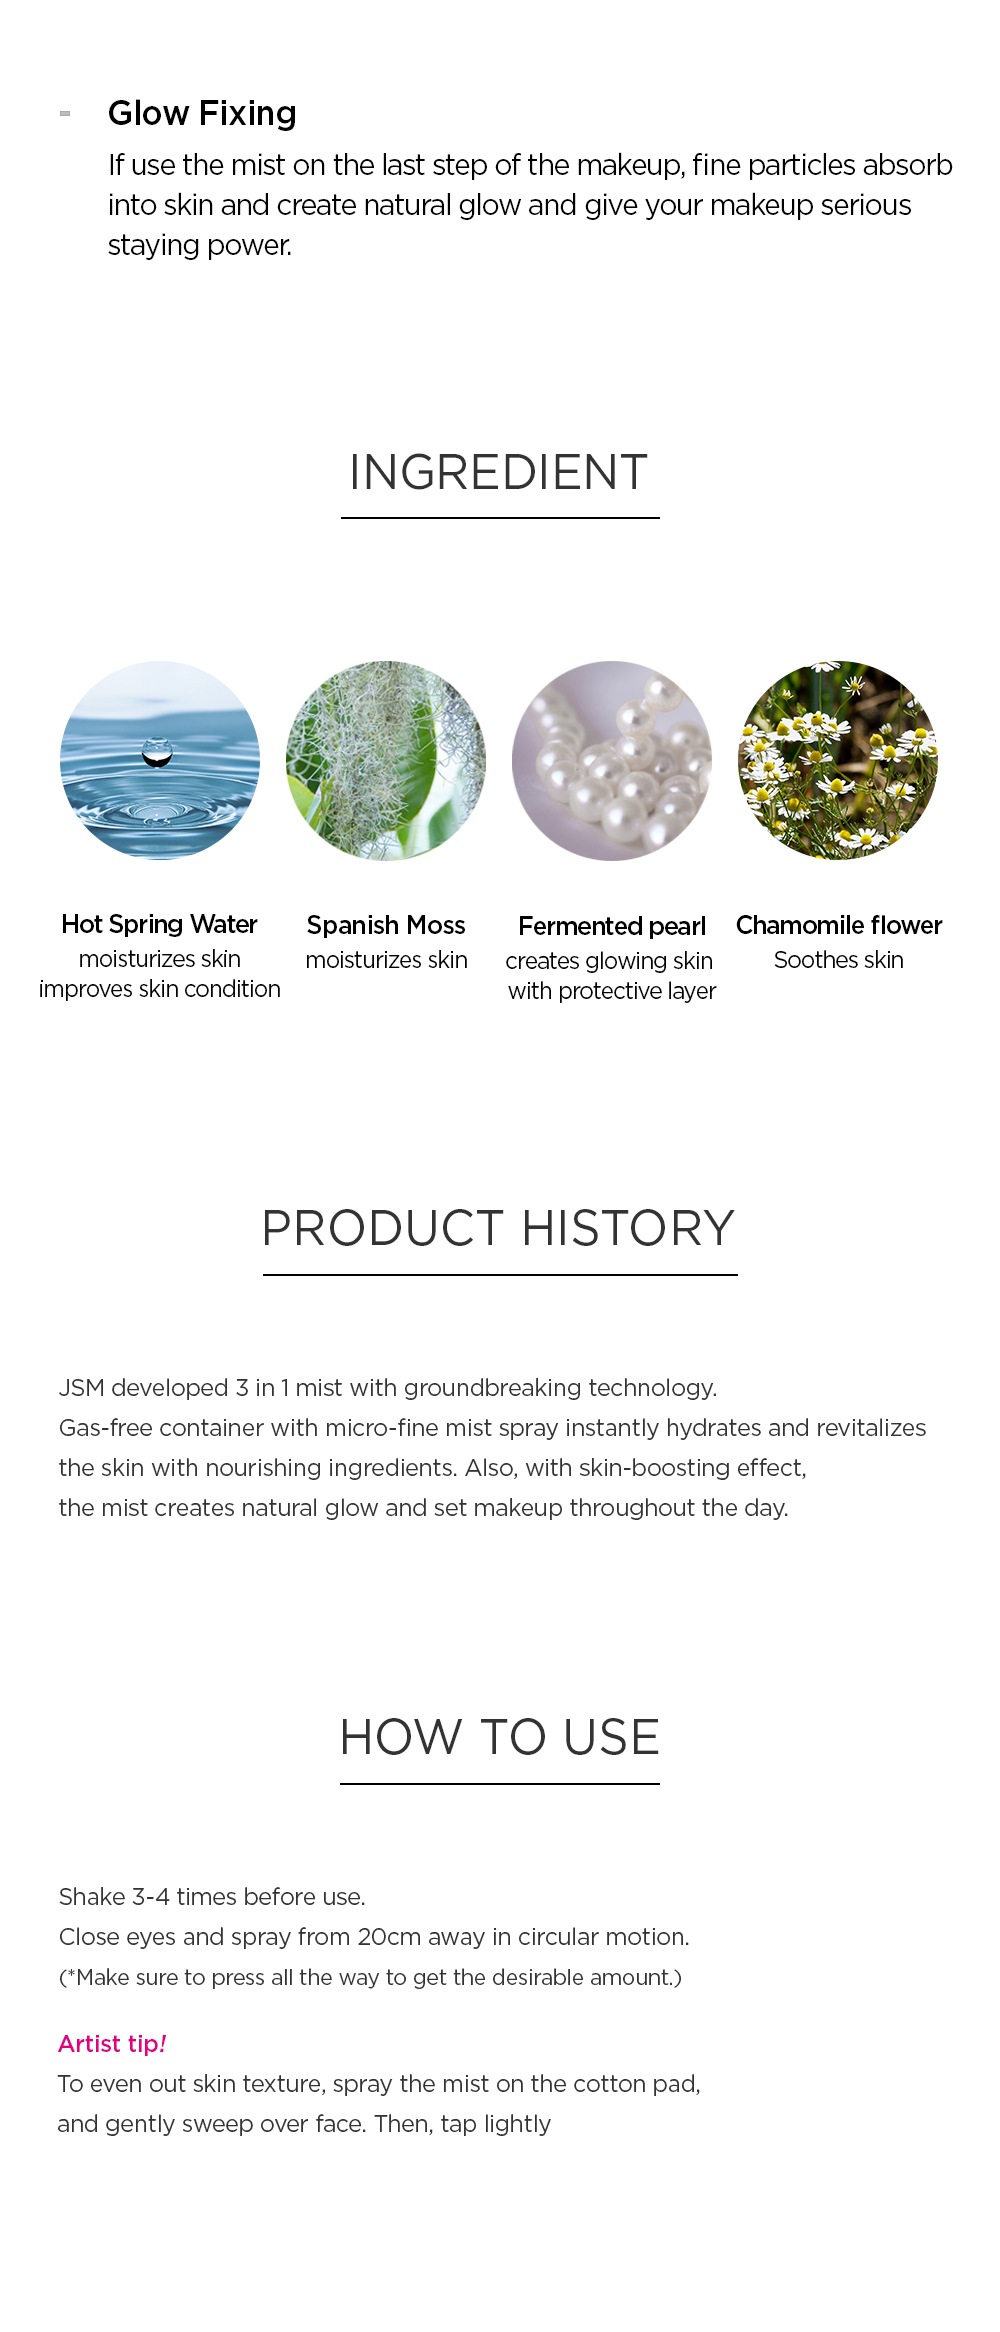 - Glow Fixing
If use the mist on the last step of the makeup, fine particles absorb
into skin and create natural glow and give your makeup serious
staying power.
INGREDIENT
Hot Spring Water
moisturizes skin
improves skin condition
Spanish Moss
moisturizes skin
Fermented pearl
creates glowing skin
with protective layer
Chamomile flower
Soothes skin
PRODUCT HISTORY
JSM developed 3 in 1 mist with groundbreaking technology.
Gas-free container with micro-fine mist spray instantly hydrates and revitalizes
the skin with nourishing ingredients. Also, with skin-boosting effect,
the mist creates natural glow and set makeup throughout the day.
HOW TO USE
Shake 3-4 times before use.
Close eyes and spray from 20cm away in circular motion.
(*Make sure to press all the way to get the desirable amount.)
Artist tip!
To even out skin texture, spray the mist on the cotton pad,
and gently sweep over face. Then, tap lightly